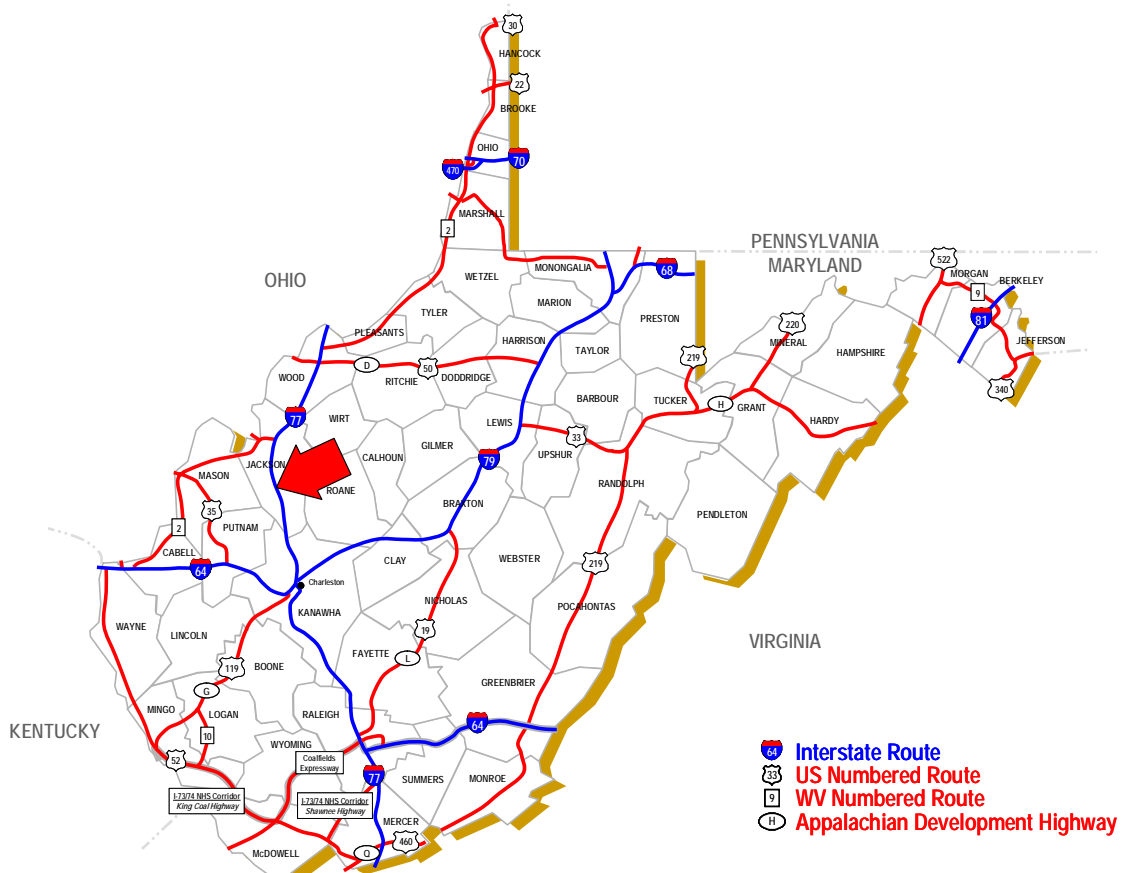 30
HANCOCK
22
BROOKE
OHIO
470
70
MARSHALL
2
PENNSYLVANIA
MARYLAND
OHIO
WETZEL
MONONGALIA
68
522
MORGAN
BERKELEY
9
MARION
TYLER
PRESTON
81
PLEASANTS
HARRISON
TAYLOR
220
MINERAL
HAMPSHIRE
JEFFERSON
219
D
50
WOOD
RITCHIE
DODDRIDGE
340
BARBOUR
TUCKER
H
GRANT
77
WIRT
LEWIS
HARDY
33
GILMER
UPSHUR
CALHOUN
79
JACKSON
MASON
RANDOLPH
ROANE
BRAXTON
35
PENDLETON
2
PUTNAM
CABELL
CLAY
WEBSTER
64
219
Charleston
NICHOLAS
POCAHONTAS
KANAWHA
WAYNE
LINCOLN
19
VIRGINIA
FAYETTE
L
119
BOONE
GREENBRIER
G
MINGO
LOGAN
RALEIGH
64
KENTUCKY
10
WYOMING
52
Coalfields
Expressway
77
SUMMERS
MONROE
I-73/74 NHS Corridor
King Coal Highway
I-73/74 NHS Corridor
Shawnee Highway
MERCER
460
Q
McDOWELL
64 Interstate Route
33 US Numbered Route
9 WV Numbered Route
H Appalachian Development Highway